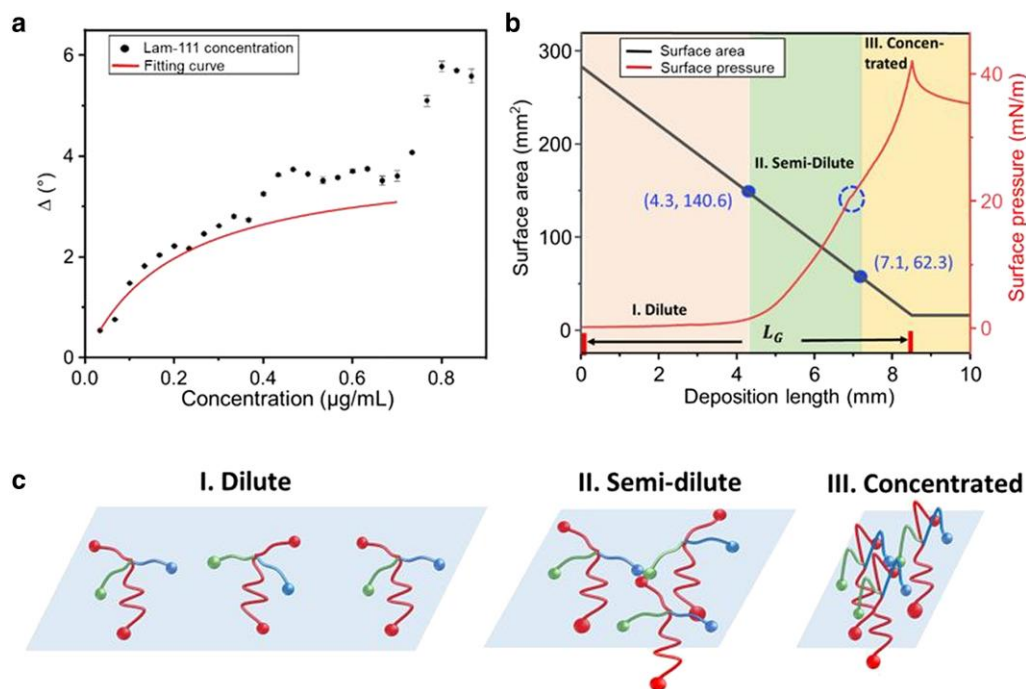 a
Lam-111 concentration
Fitting curve
6
4
2
0
Δ (°)
0.0
0.2
0.4
0.6
0.8
Concentration (µg/mL)
b
Surface area
Surface pressure
III. Concen-
trated
II. Semi-Dilute
(4.3, 140.6)
(7.1, 62.3)
I. Dilute
L_G
300
200
100
0
Surface area (mm²)
40
20
0
Surface pressure (mN/m)
0
2
4
6
8
10
Deposition length (mm)
c
I. Dilute
II. Semi-dilute
III. Concentrated